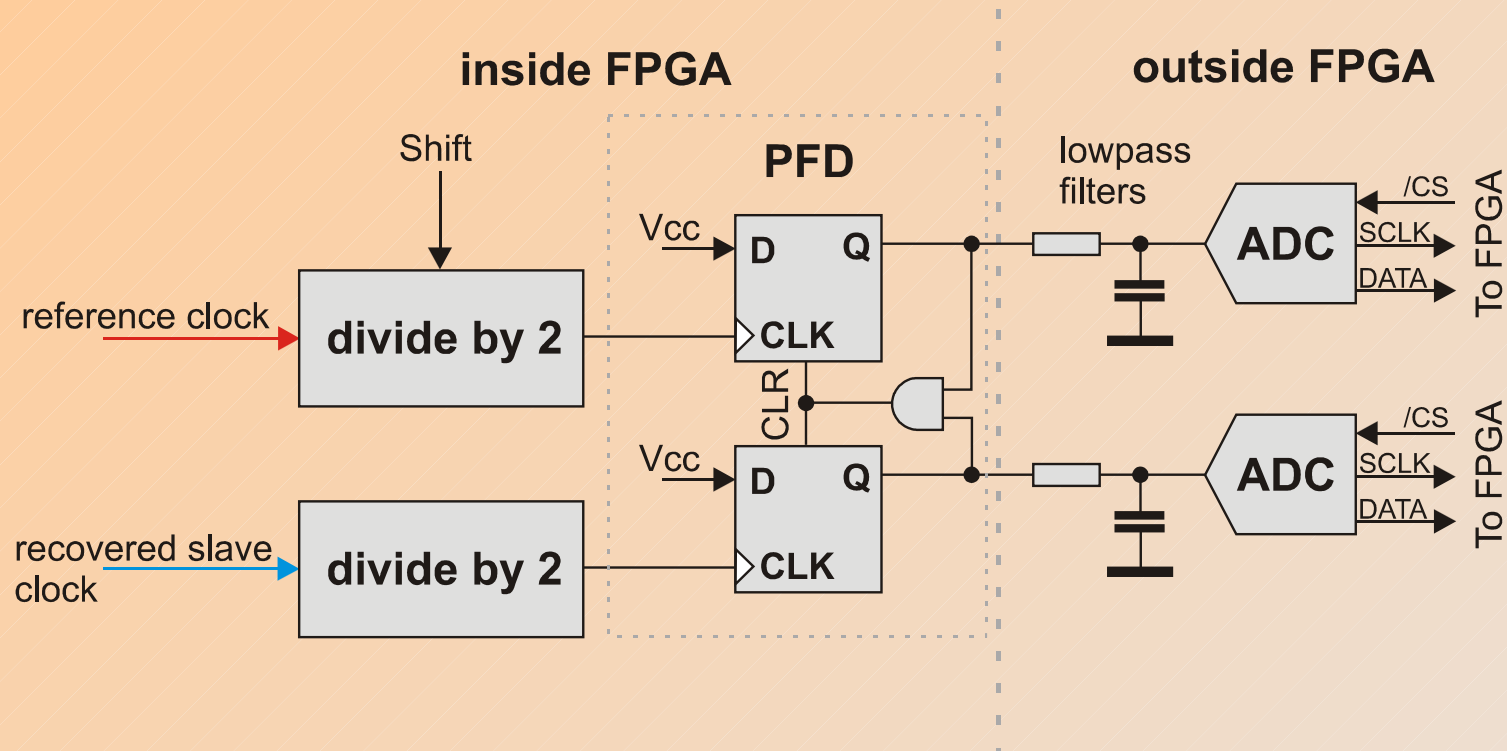 inside FPGA
outside FPGA
Shift
PFD
lowpass
filters
Vcc
D
Q
CLK
reference clock
divide by 2
ADC
/CS
SCLK
DATA
To FPGA
CLR
Vcc
D
Q
CLK
recovered slave
clock
divide by 2
ADC
/CS
SCLK
DATA
To FPGA